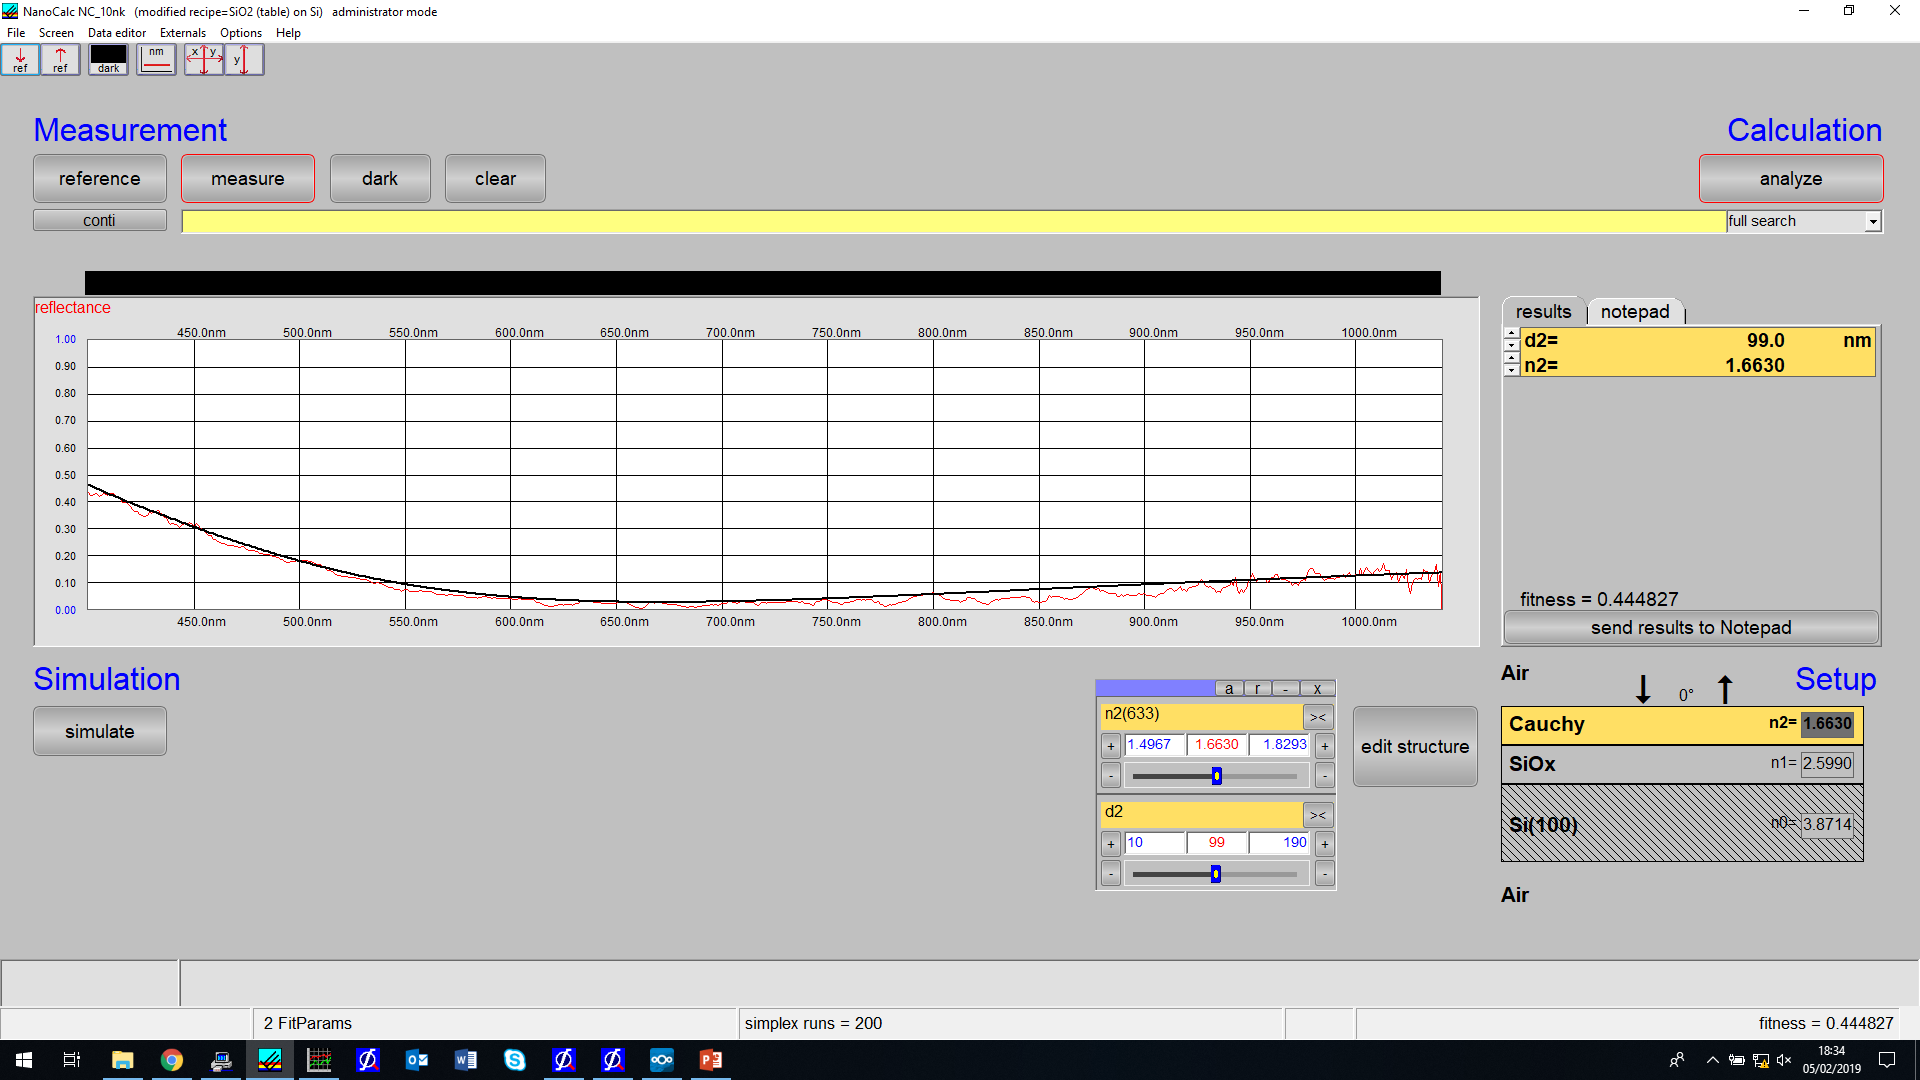 NanoCalc NC_10nk (modified recipe=SiO2 (table) on Si) administrator mode
File Screen Data editor Externals Options Help
ref ref dark nm x y y
Measurement
Calculation
reference measure dark clear
analyze
conti
full search
reflectance
450.0nm 500.0nm 550.0nm 600.0nm 650.0nm 700.0nm 750.0nm 800.0nm 850.0nm 900.0nm 950.0nm 1000.0nm
1.00
0.90
0.80
0.70
0.60
0.50
0.40
0.30
0.20
0.10
0.00
450.0nm 500.0nm 550.0nm 600.0nm 650.0nm 700.0nm 750.0nm 800.0nm 850.0nm 900.0nm 950.0nm 1000.0nm
results notepad
d2= 99.0 nm
n2= 1.6630
fitness = 0.444827
send results to Notepad
Simulation
simulate
a r - x
n2(633) ><
+ 1.4967 1.6630 1.8293 +
- -
d2 ><
+ 10 99 190 +
- -
edit structure
Air
0°
Setup
Cauchy n2= 1.6630
SiOx n1= 2.5990
Si(100) n0= 3.8714
Air
2 FitParams
simplex runs = 200
fitness = 0.444827
18:34
05/02/2019